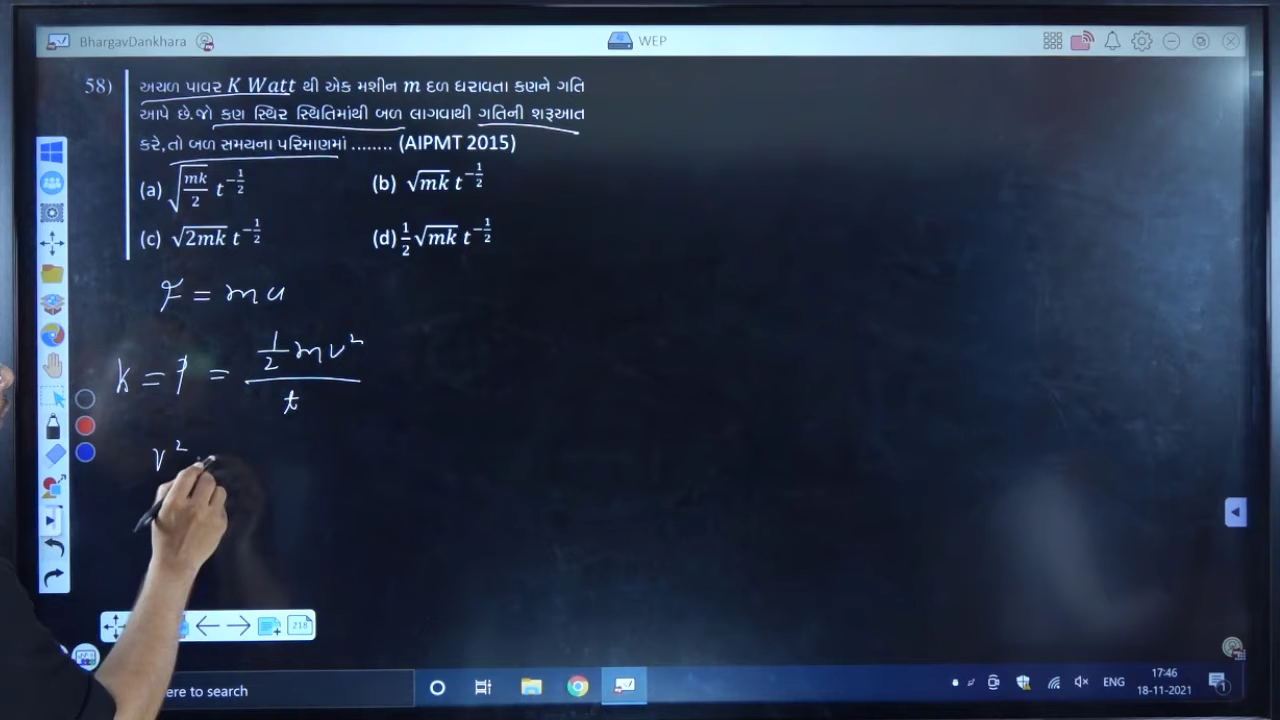 BhargavDankhara
WEP
58) અચળ પાવર K Watt થી એક મશીન m દળ ધરાવતા કણને ગતિ
આપે છે.જો કણ સ્થિર સ્થિતિમાંથી બળ લાગવાથી ગતિની શરૂઆત
કરે,તો બળ સમયના પરિમાણમાં ........ (AIPMT 2015)
(a) √(mk/2) t^(-1/2) (b) √mk t^(-1/2)
(c) √2mk t^(-1/2) (d) 1/2 √mk t^(-1/2)
F = ma
k = P = (1/2 mv²)/t
v²
218
ere to search
ENG
17:46
18-11-2021
1